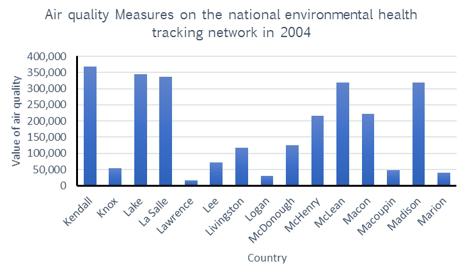 Air quality Measures on the national environmental health
tracking network in 2004
Value of air quality
400,000
350,000
300,000
250,000
200,000
150,000
100,000
50,000
0
Kendall
Knox
Lake
La Salle
Lawrence
Lee
Livingston
Logan
McDonough
McHenry
McLean
Macon
Macoupin
Madison
Marion
Country